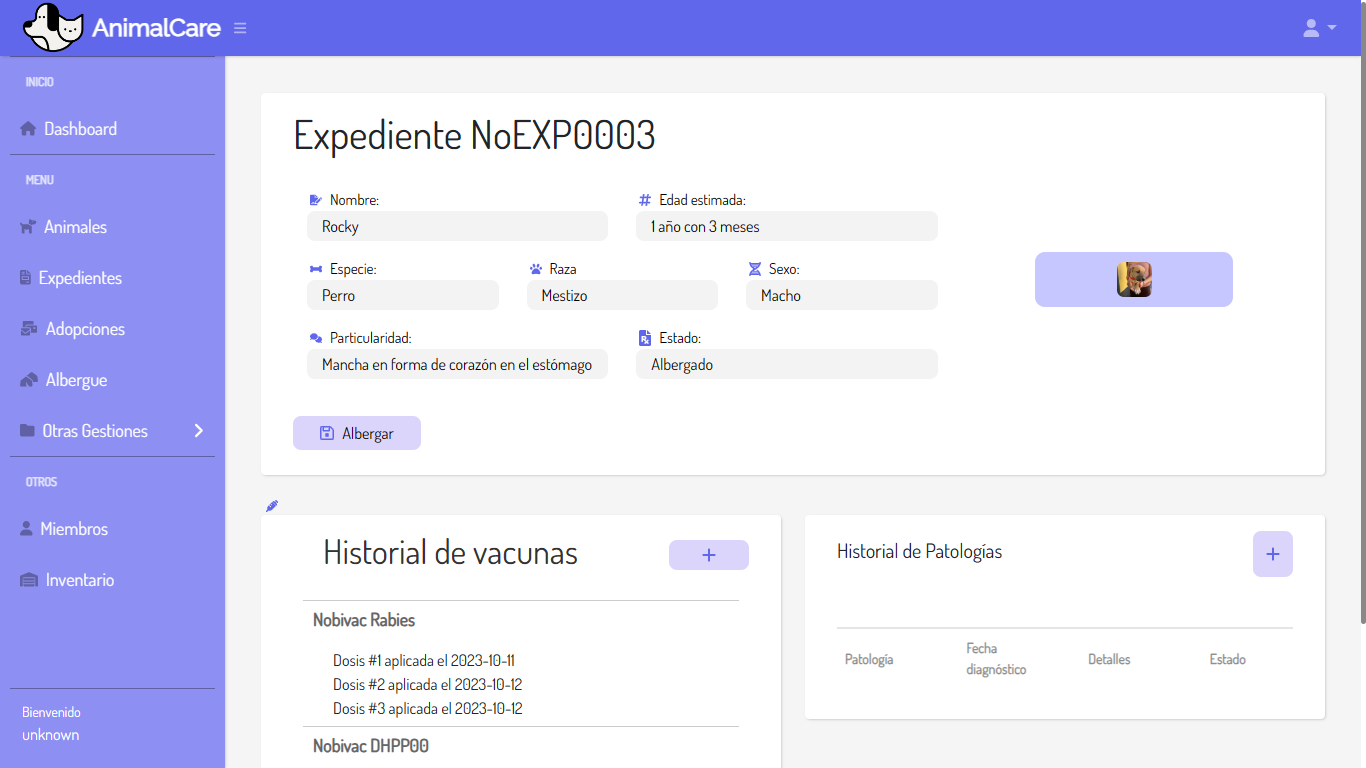 AnimalCare
INICIO
Dashboard
MENU
Animales
Expedientes
Adopciones
Albergue
Otras Gestiones
OTROS
Miembros
Inventario
Bienvenido
unknown
Expediente NoEXP0003
Nombre:
Rocky
Edad estimada:
1 año con 3 meses
Especie:
Perro
Raza
Mestizo
Sexo:
Macho
Particularidad:
Mancha en forma de corazón en el estómago
Estado:
Albergado
Albergar
Historial de vacunas
+
Nobivac Rabies
Dosis #1 aplicada el 2023-10-11
Dosis #2 aplicada el 2023-10-12
Dosis #3 aplicada el 2023-10-12
Nobivac DHPP00
Historial de Patologías
+
Patología
Fecha
diagnóstico
Detalles
Estado